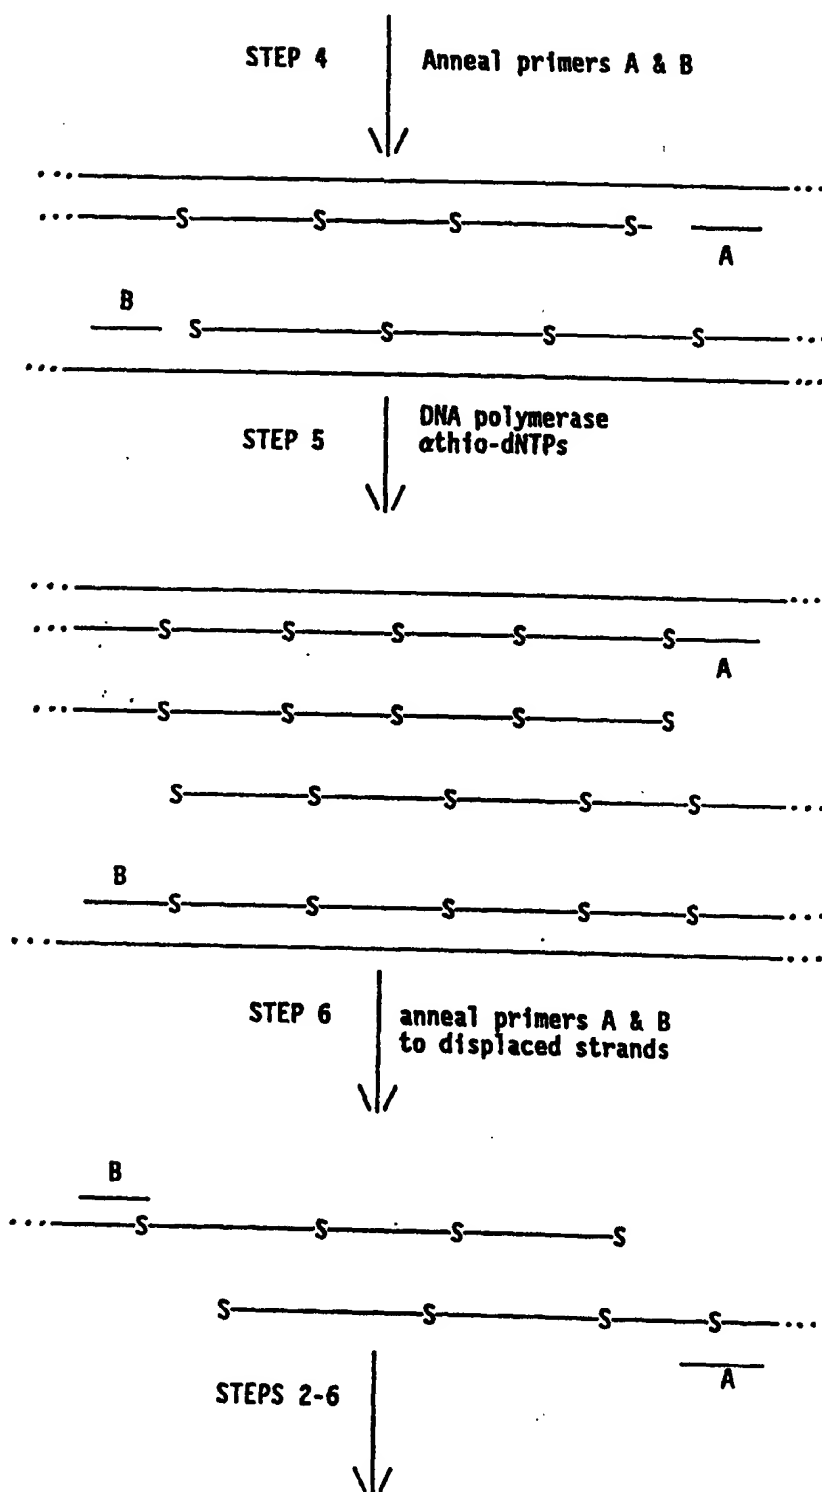 STEP 4 Anneal primers A & B
...———...
...—S—S—S—S— —
A
B
— S—S—S—S—...
...———...
STEP 5 DNA polymerase
αthio-dNTPs
...———...
...—S—S—S—S—S—
A
...—S—S—S—S—S
S—S—S—S—S—...
B
—S—S—S—S—S—...
...———...
STEP 6 anneal primers A & B
to displaced strands
B
...—S—S—S—S
S—S—S—S—...
A
STEPS 2-6